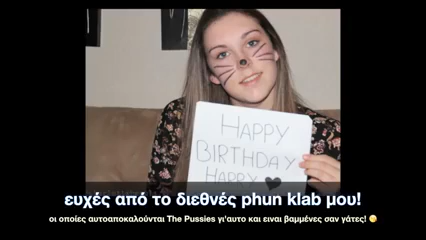 HAPPY
BIRTHDAY
HAPPY ♥
ευχές από το διεθνές phun klab μου!
οι οποίες αυτοαποκαλούνται The Pussies γι'αυτο και ειναι βαμμένες σαν γάτες! 😏